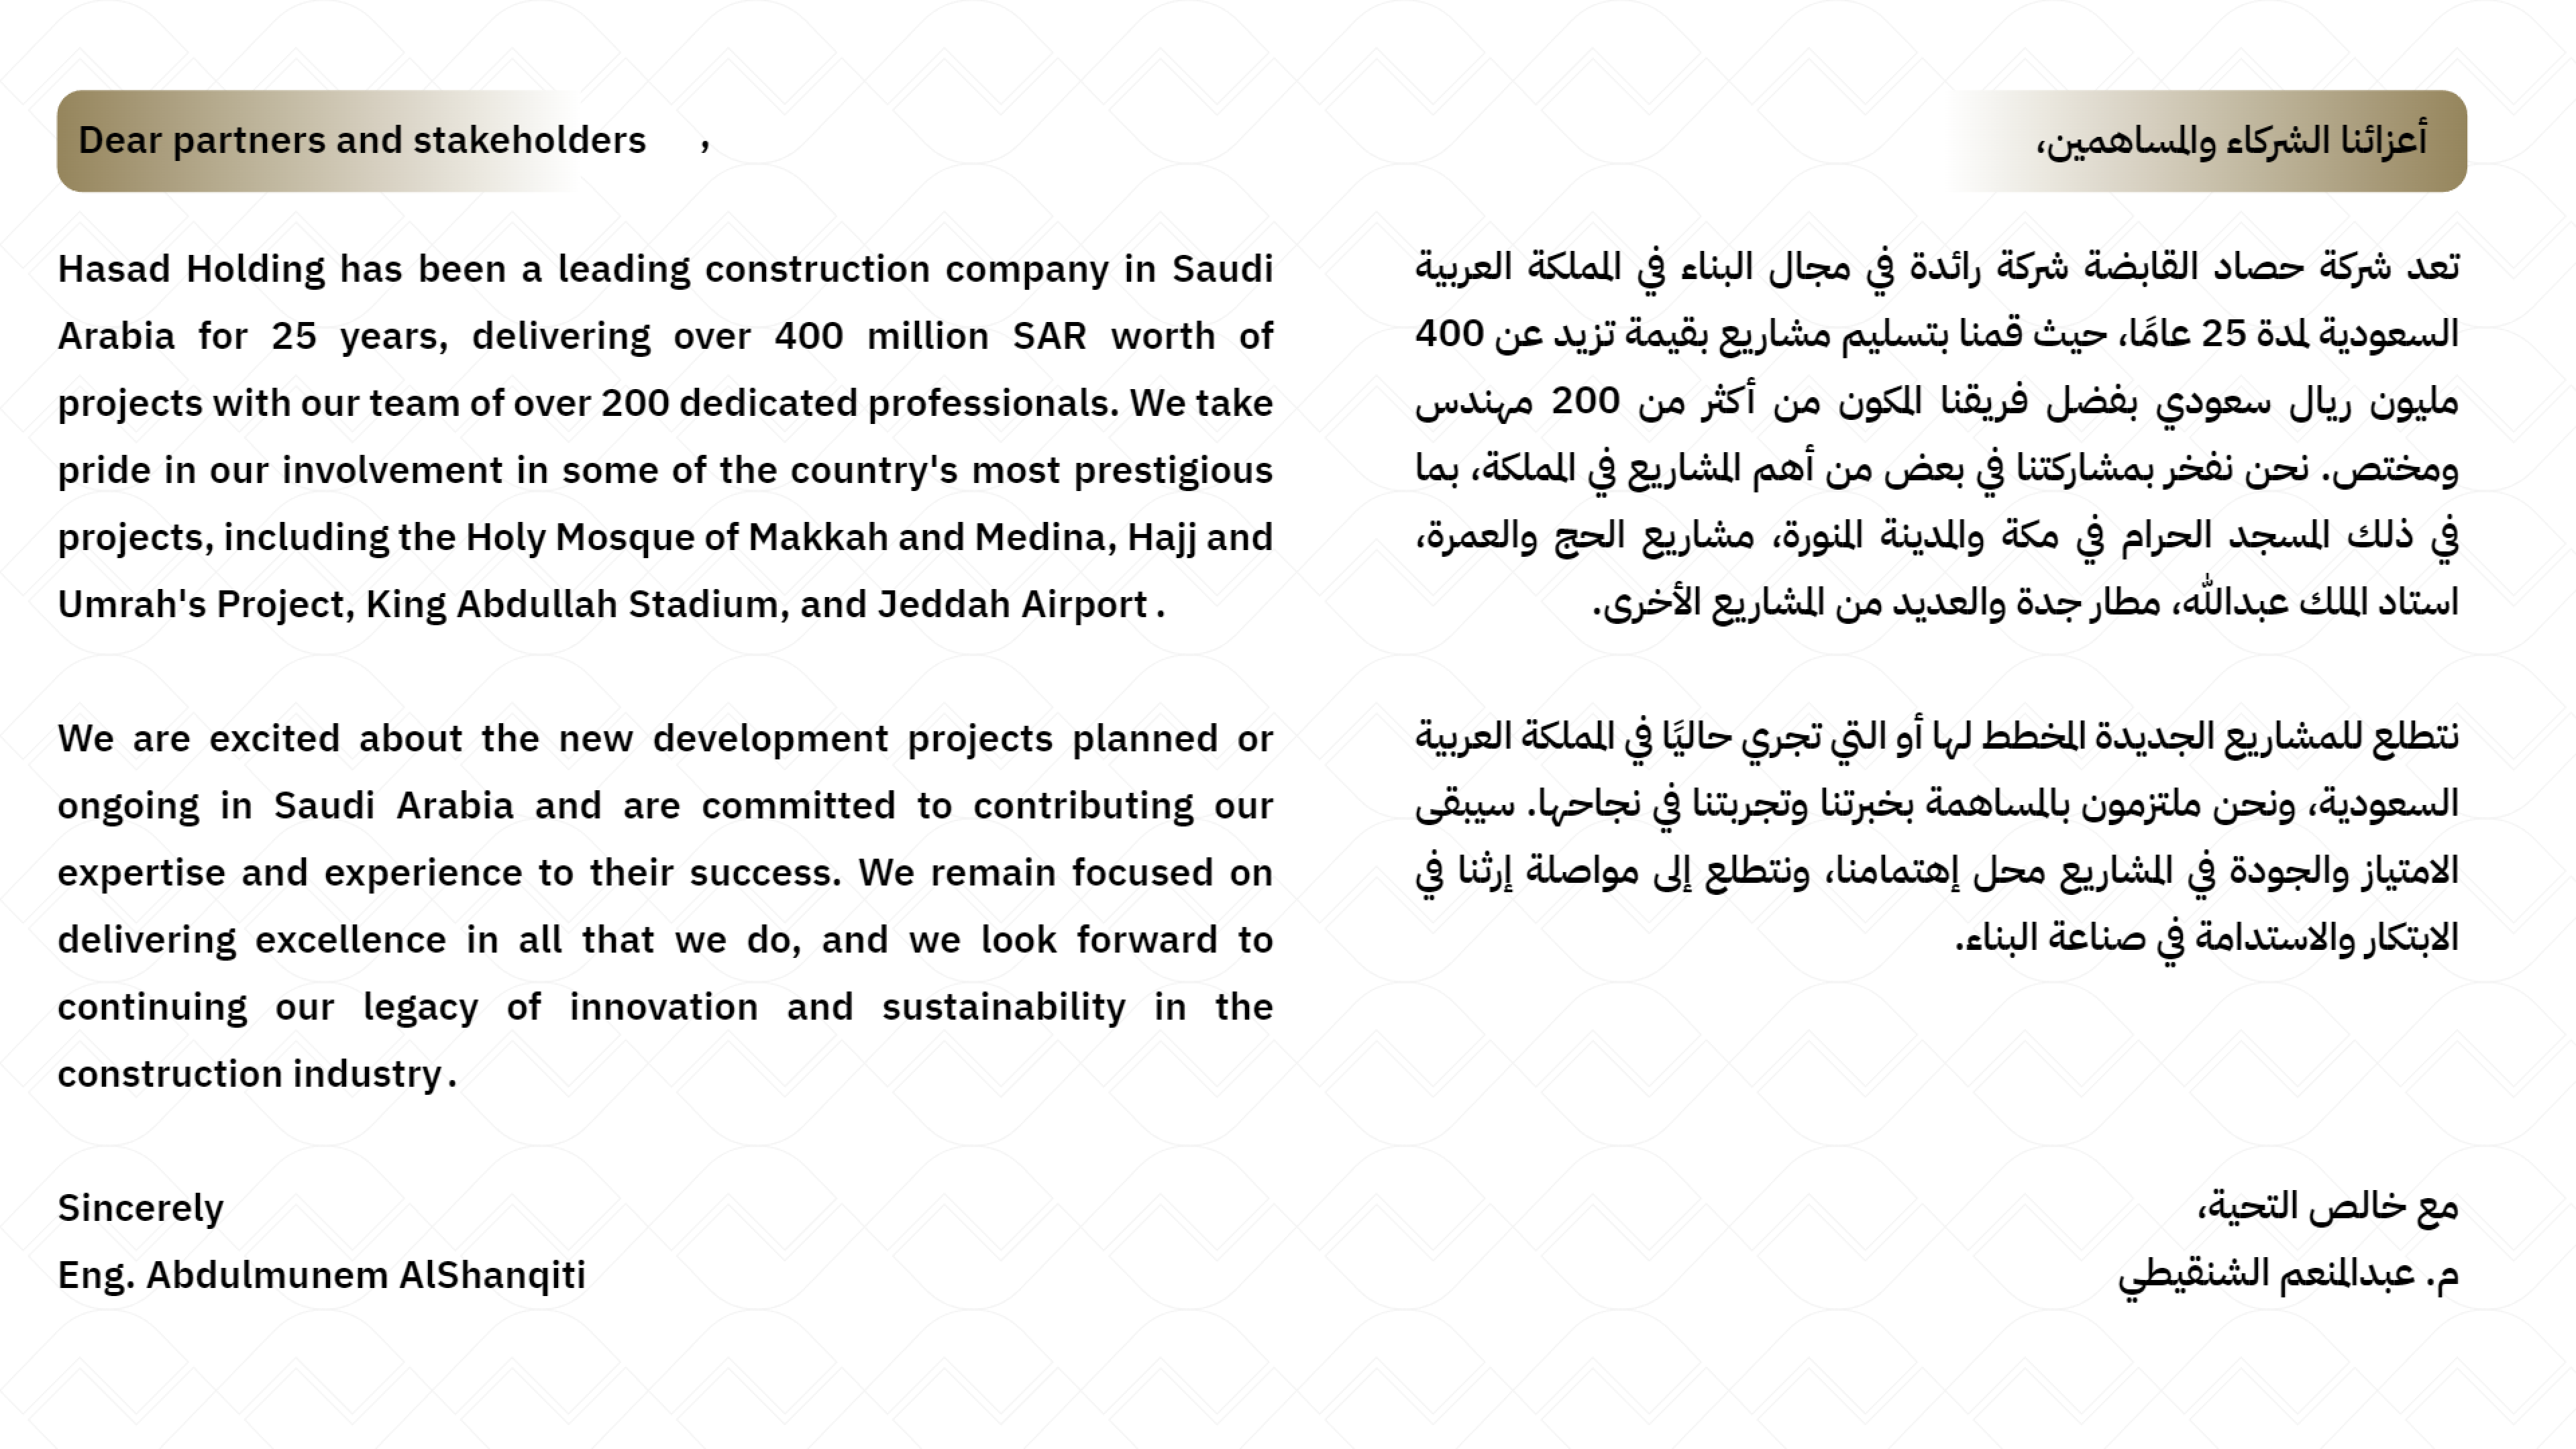 Dear partners and stakeholders ,
Hasad Holding has been a leading construction company in Saudi
Arabia for 25 years, delivering over 400 million SAR worth of
projects with our team of over 200 dedicated professionals. We take
pride in our involvement in some of the country's most prestigious
projects, including the Holy Mosque of Makkah and Medina, Hajj and
Umrah's Project, King Abdullah Stadium, and Jeddah Airport .
We are excited about the new development projects planned or
ongoing in Saudi Arabia and are committed to contributing our
expertise and experience to their success. We remain focused on
delivering excellence in all that we do, and we look forward to
continuing our legacy of innovation and sustainability in the
construction industry .
Sincerely
Eng. Abdulmunem AlShanqiti
أعزائنا الشركاء والمساهمين،
تعد شركة حصاد القابضة شركة رائدة في مجال البناء في المملكة العربية
السعودية لمدة 25 عامًا، حيث قمنا بتسليم مشاريع بقيمة تزيد عن 400
مليون ريال سعودي بفضل فريقنا المكون من أكثر من 200 مهندس
ومختص. نحن نفخر بمشاركتنا في بعض من أهم المشاريع في المملكة، بما
في ذلك المسجد الحرام في مكة والمدينة المنورة، مشاريع الحج والعمرة،
استاد الملك عبدالله، مطار جدة والعديد من المشاريع الأخرى.
نتطلع للمشاريع الجديدة المخطط لها أو التي تجري حاليًا في المملكة العربية
السعودية، ونحن ملتزمون بالمساهمة بخبرتنا وتجربتنا في نجاحها. سيبقى
الامتياز والجودة في المشاريع محل إهتمامنا، ونتطلع إلى مواصلة إرثنا في
الابتكار والاستدامة في صناعة البناء.
مع خالص التحية،
م. عبدالمنعم الشنقيطي